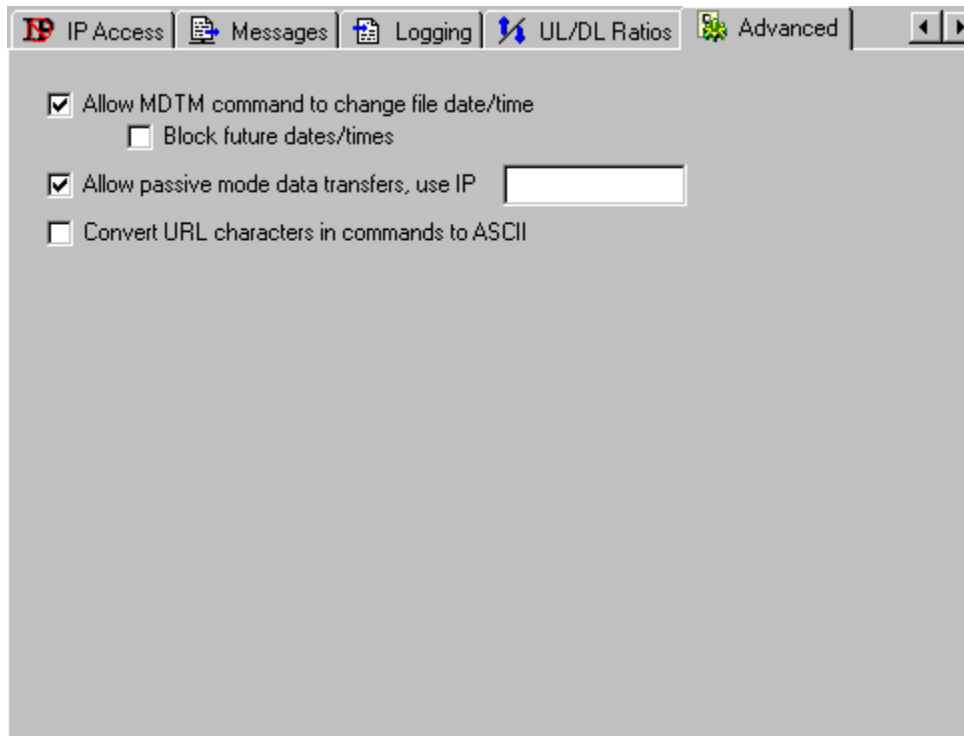 IP Access Messages Logging UL/DL Ratios Advanced
Allow MDTM command to change file date/time
Block future dates/times
Allow passive mode data transfers, use IP
Convert URL characters in commands to ASCII